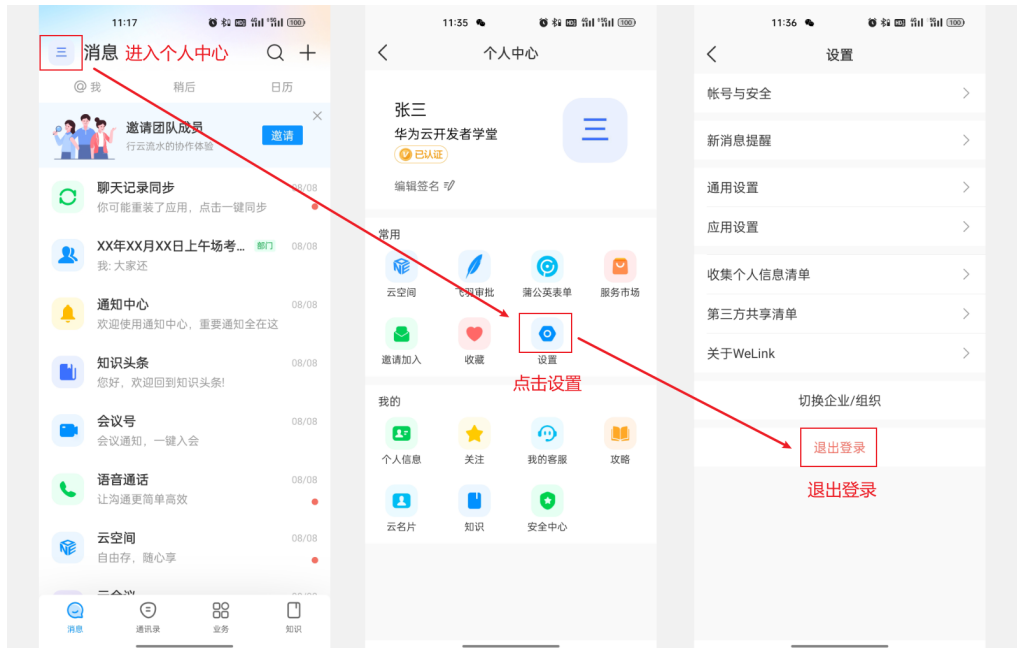 11:17
100
三
消息 进入个人中心
@ 我 稍后 日历
邀请团队成员
行云流水的协作体验
邀请
聊天记录同步 08/08
你可能重装了应用，点击一键同步
XX年XX月XX日上午场考... 部门 08/08
我: 大家还
通知中心 08/08
欢迎使用通知中心，重要通知全在这
知识头条 08/08
您好，欢迎回到知识头条!
会议号 08/08
会议通知，一键入会
语音通话 08/08
让沟通更简单高效
云空间 08/08
自由存，随心享
消息 通讯录 业务 知识
11:35
100
个人中心
张三
华为云开发者学堂
已认证
编辑签名
三
常用
云空间 飞羽审批 蒲公英表单 服务市场
邀请加入 收藏 设置
点击设置
我的
个人信息 关注 我的客服 攻略
云名片 知识 安全中心
11:36
100
设置
帐号与安全
新消息提醒
通用设置
应用设置
收集个人信息清单
第三方共享清单
关于WeLink
切换企业/组织
退出登录
退出登录